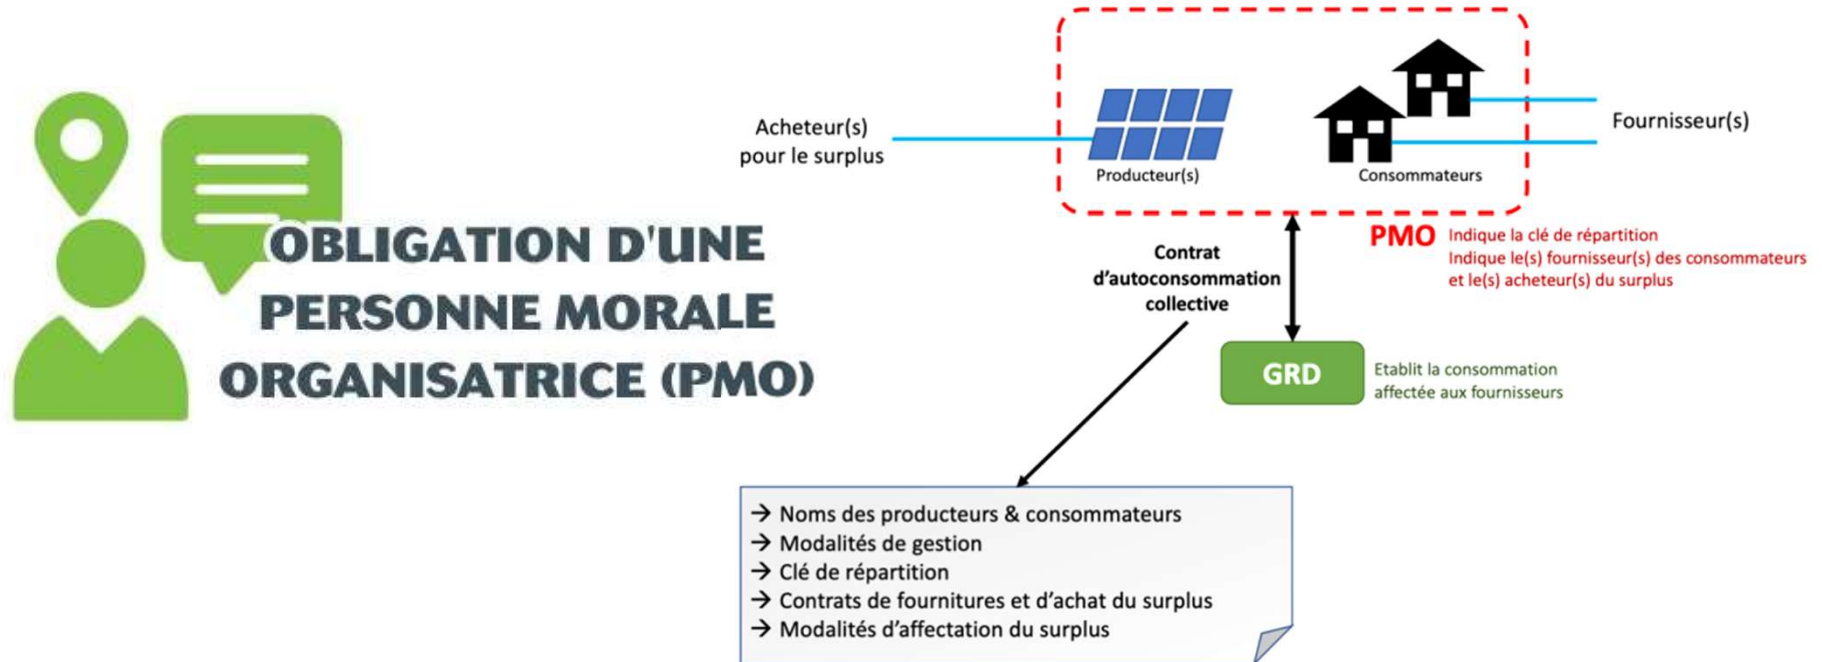 OBLIGATION D'UNE
PERSONNE MORALE
ORGANISATRICE (PMO)
Acheteur(s)
pour le surplus
Producteur(s)
Consommateurs
Fournisseur(s)
PMO
Indique la clé de répartition
Indique le(s) fournisseur(s) des consommateurs
et le(s) acheteur(s) du surplus
Contrat
d'autoconsommation
collective
GRD
Etablit la consommation
affectée aux fournisseurs
→ Noms des producteurs & consommateurs
→ Modalités de gestion
→ Clé de répartition
→ Contrats de fournitures et d'achat du surplus
→ Modalités d'affectation du surplus